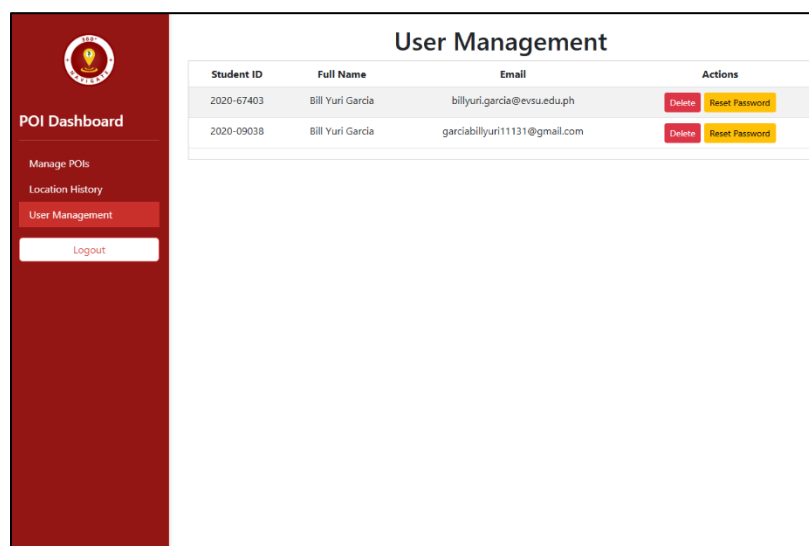 360°
NAVIGATE
POI Dashboard
Manage POIs
Location History
User Management
Logout
User Management
Student ID Full Name Email Actions
2020-67403 Bill Yuri Garcia billyuri.garcia@evsu.edu.ph Delete Reset Password
2020-09038 Bill Yuri Garcia garciabillyuri11131@gmail.com Delete Reset Password